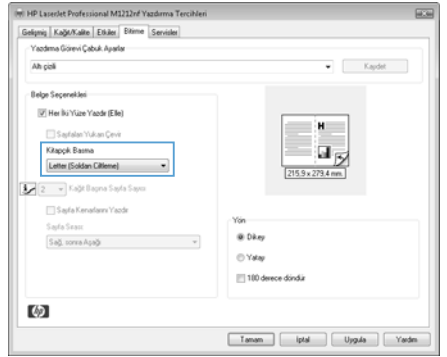 HP LaserJet Professional M1212nf Yazdırma Tercihleri
Gelişmiş Kağıt/Kalite Etkiler Bitirme Servisler
Yazdırma Görevi Çabuk Ayarlar
Altı çizili
Kaydet
Belge Seçenekleri
Her İki Yüze Yazdır (Elle)
Sayfaları Yukarı Çevir
Kitapçık Basma
Letter (Soldan Ciltleme)
2 Kağıt Başına Sayfa Sayısı
Sayfa Kenarlarını Yazdır
Sayfa Sırası:
Sağ, sonra Aşağı
H
215,9 x 279,4 mm.
Yön
Dikey
Yatay
180 derece döndür
hp
Tamam İptal Uygula Yardım